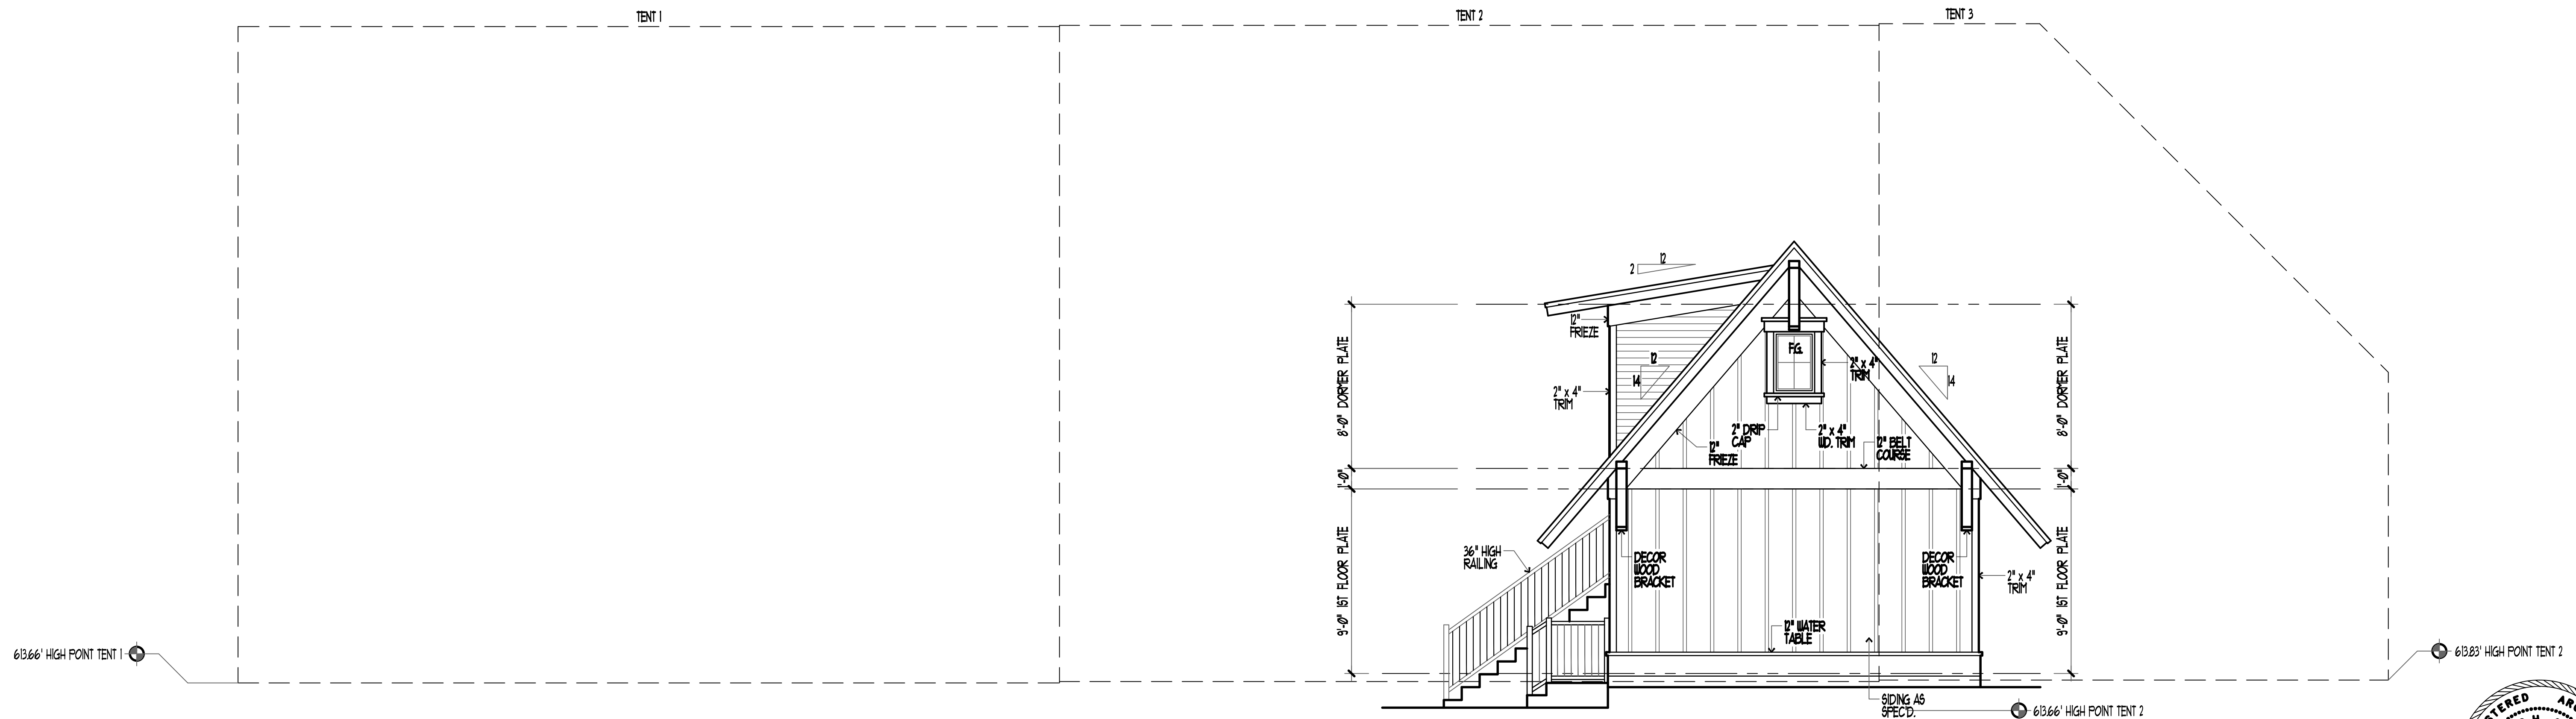 TENT 1
TENT 2
TENT 3
12
2
12"
FRIEZE
8'-0" DORMER PLATE
12
14
2" x 4"
TRIM
F.G.
2" x 4"
TRIM
12
14
8'-0" DORMER PLATE
2" DRIP
CAP
2" x 4"
WD. TRIM
12"
FRIEZE
12" BELT
COURSE
1'-0"
1'-0"
9'-0" 1ST FLOOR PLATE
36" HIGH
RAILING
DECOR
WOOD
BRACKET
DECOR
WOOD
BRACKET
2" x 4"
TRIM
9'-0" 1ST FLOOR PLATE
12" WATER
TABLE
613.66' HIGH POINT TENT 1
613.83' HIGH POINT TENT 2
SIDING AS
SPEC'D.
613.66' HIGH POINT TENT 2